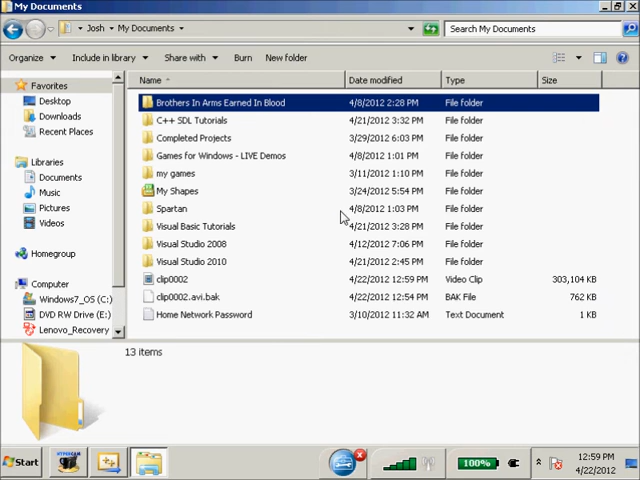 My Documents
Josh ▸ My Documents ▸
Search My Documents
Organize Include in library Share with Burn New folder
Name Date modified Type Size
Favorites
Desktop
Downloads
Recent Places
Libraries
Documents
Music
Pictures
Videos
Homegroup
Computer
Windows7_OS (C:)
DVD RW Drive (E:)
Lenovo_Recovery
Brothers In Arms Earned In Blood 4/8/2012 2:28 PM File folder
C++ SDL Tutorials 4/21/2012 3:32 PM File folder
Completed Projects 3/29/2012 6:03 PM File folder
Games for Windows - LIVE Demos 4/8/2012 1:01 PM File folder
my games 3/11/2012 1:10 PM File folder
My Shapes 3/24/2012 5:54 PM File folder
Spartan 4/8/2012 1:03 PM File folder
Visual Basic Tutorials 4/21/2012 3:28 PM File folder
Visual Studio 2008 4/12/2012 7:06 PM File folder
Visual Studio 2010 4/21/2012 2:45 PM File folder
clip0002 4/22/2012 12:59 PM Video Clip 303,104 KB
clip0002.avi.bak 4/22/2012 12:54 PM BAK File 762 KB
Home Network Password 3/10/2012 11:32 AM Text Document 1 KB
13 items
Start
HYPERCAM
100%
12:59 PM
4/22/2012